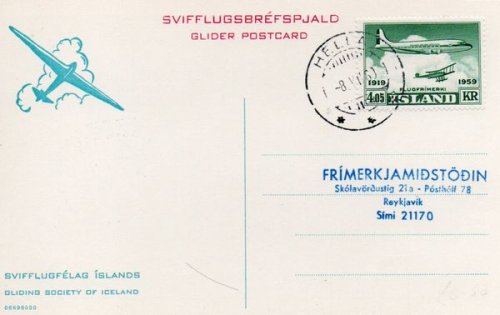 SVIFFLUGSBRÉFSPJALD
GLIDER POSTCARD
HELLA
1919 1959
FLUGFRÍMERKI
4.05 ÍSLAND KR
FRÍMERKJAMIÐSTÖÐIN
Skólavörðustíg 21a - Pósthólf 78
Reykjavík
Sími 21170
SVIFFLUGFÉLAG ÍSLANDS
GLIDING SOCIETY OF ICELAND